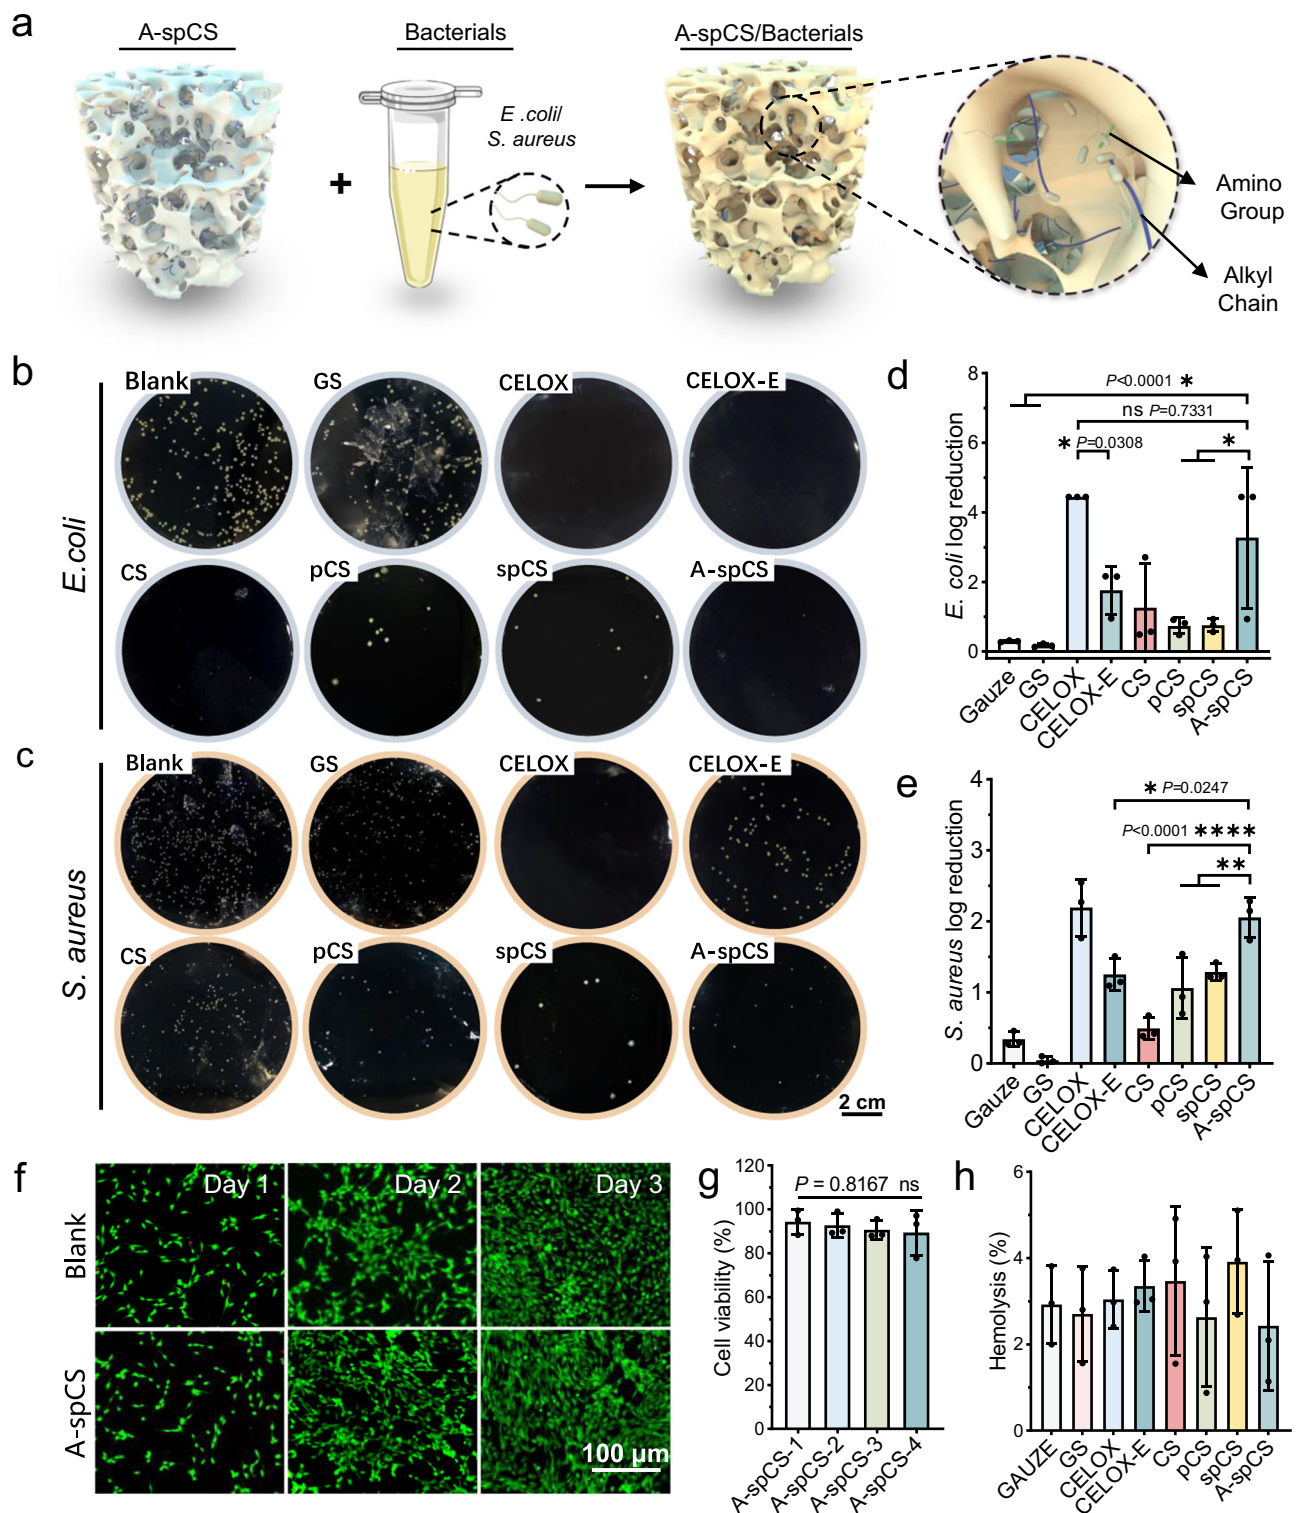 a
A-spCS
Bacterials
A-spCS/Bacterials
E .colil
S. aureus
+
Amino
Group
Alkyl
Chain
b
E.coli
Blank
GS
CELOX
CELOX-E
CS
pCS
spCS
A-spCS
c
S. aureus
Blank
GS
CELOX
CELOX-E
CS
pCS
spCS
A-spCS
2 cm
d
E. coli log reduction
8
6
4
2
0
P<0.0001 *
ns P=0.7331
* P=0.0308
*
Gauze
GS
CELOX
CELOX-E
CS
pCS
spCS
A-spCS
e
S. aureus log reduction
4
3
2
1
0
* P=0.0247
P<0.0001 ****
**
Gauze
GS
CELOX
CELOX-E
CS
pCS
spCS
A-spCS
f
Day 1
Day 2
Day 3
Blank
A-spCS
100 μm
g
Cell viability (%)
120
100
80
60
40
20
0
P = 0.8167 ns
A-spCS-1
A-spCS-2
A-spCS-3
A-spCS-4
h
Hemolysis (%)
6
4
2
0
GAUZE
GS
CELOX
CELOX-E
CS
pCS
spCS
A-spCS